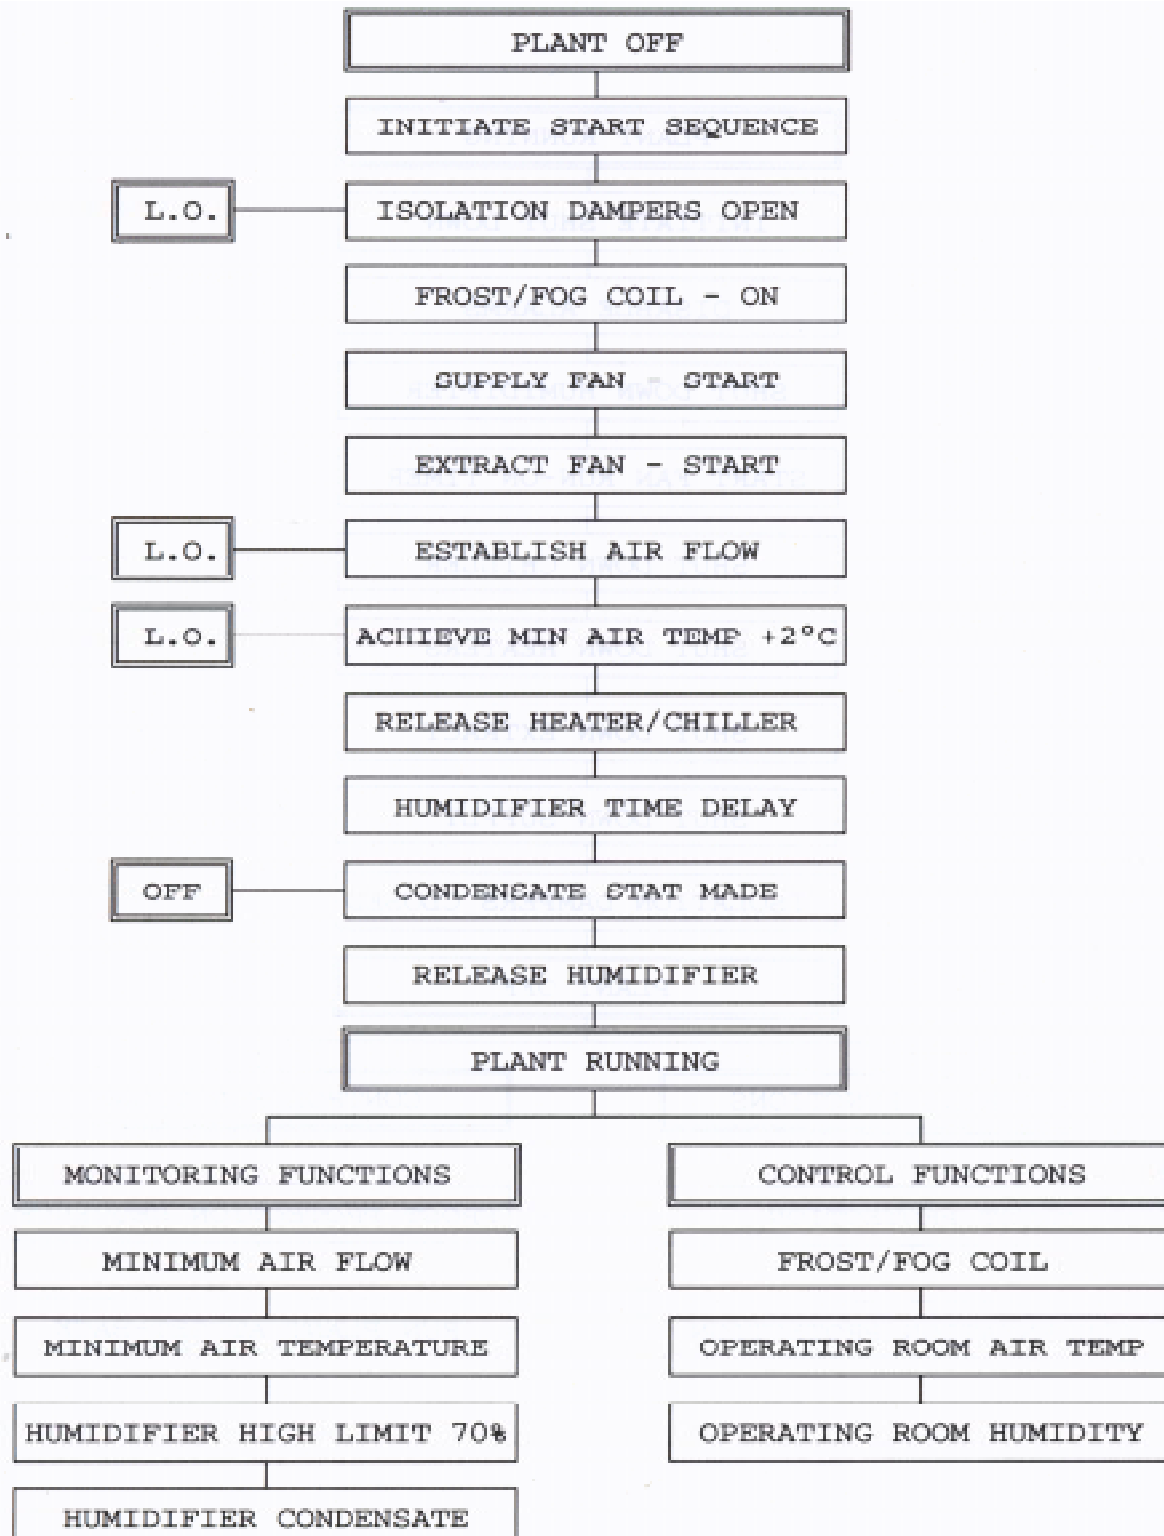 PLANT OFF
INITIATE START SEQUENCE
L.O.
ISOLATION DAMPERS OPEN
FROST/FOG COIL - ON
SUPPLY FAN - START
EXTRACT FAN - START
L.O.
ESTABLISH AIR FLOW
L.O.
ACHIEVE MIN AIR TEMP +2°C
RELEASE HEATER/CHILLER
HUMIDIFIER TIME DELAY
OFF
CONDENSATE STAT MADE
RELEASE HUMIDIFIER
PLANT RUNNING
MONITORING FUNCTIONS
MINIMUM AIR FLOW
MINIMUM AIR TEMPERATURE
HUMIDIFIER HIGH LIMIT 70%
HUMIDIFIER CONDENSATE
CONTROL FUNCTIONS
FROST/FOG COIL
OPERATING ROOM AIR TEMP
OPERATING ROOM HUMIDITY